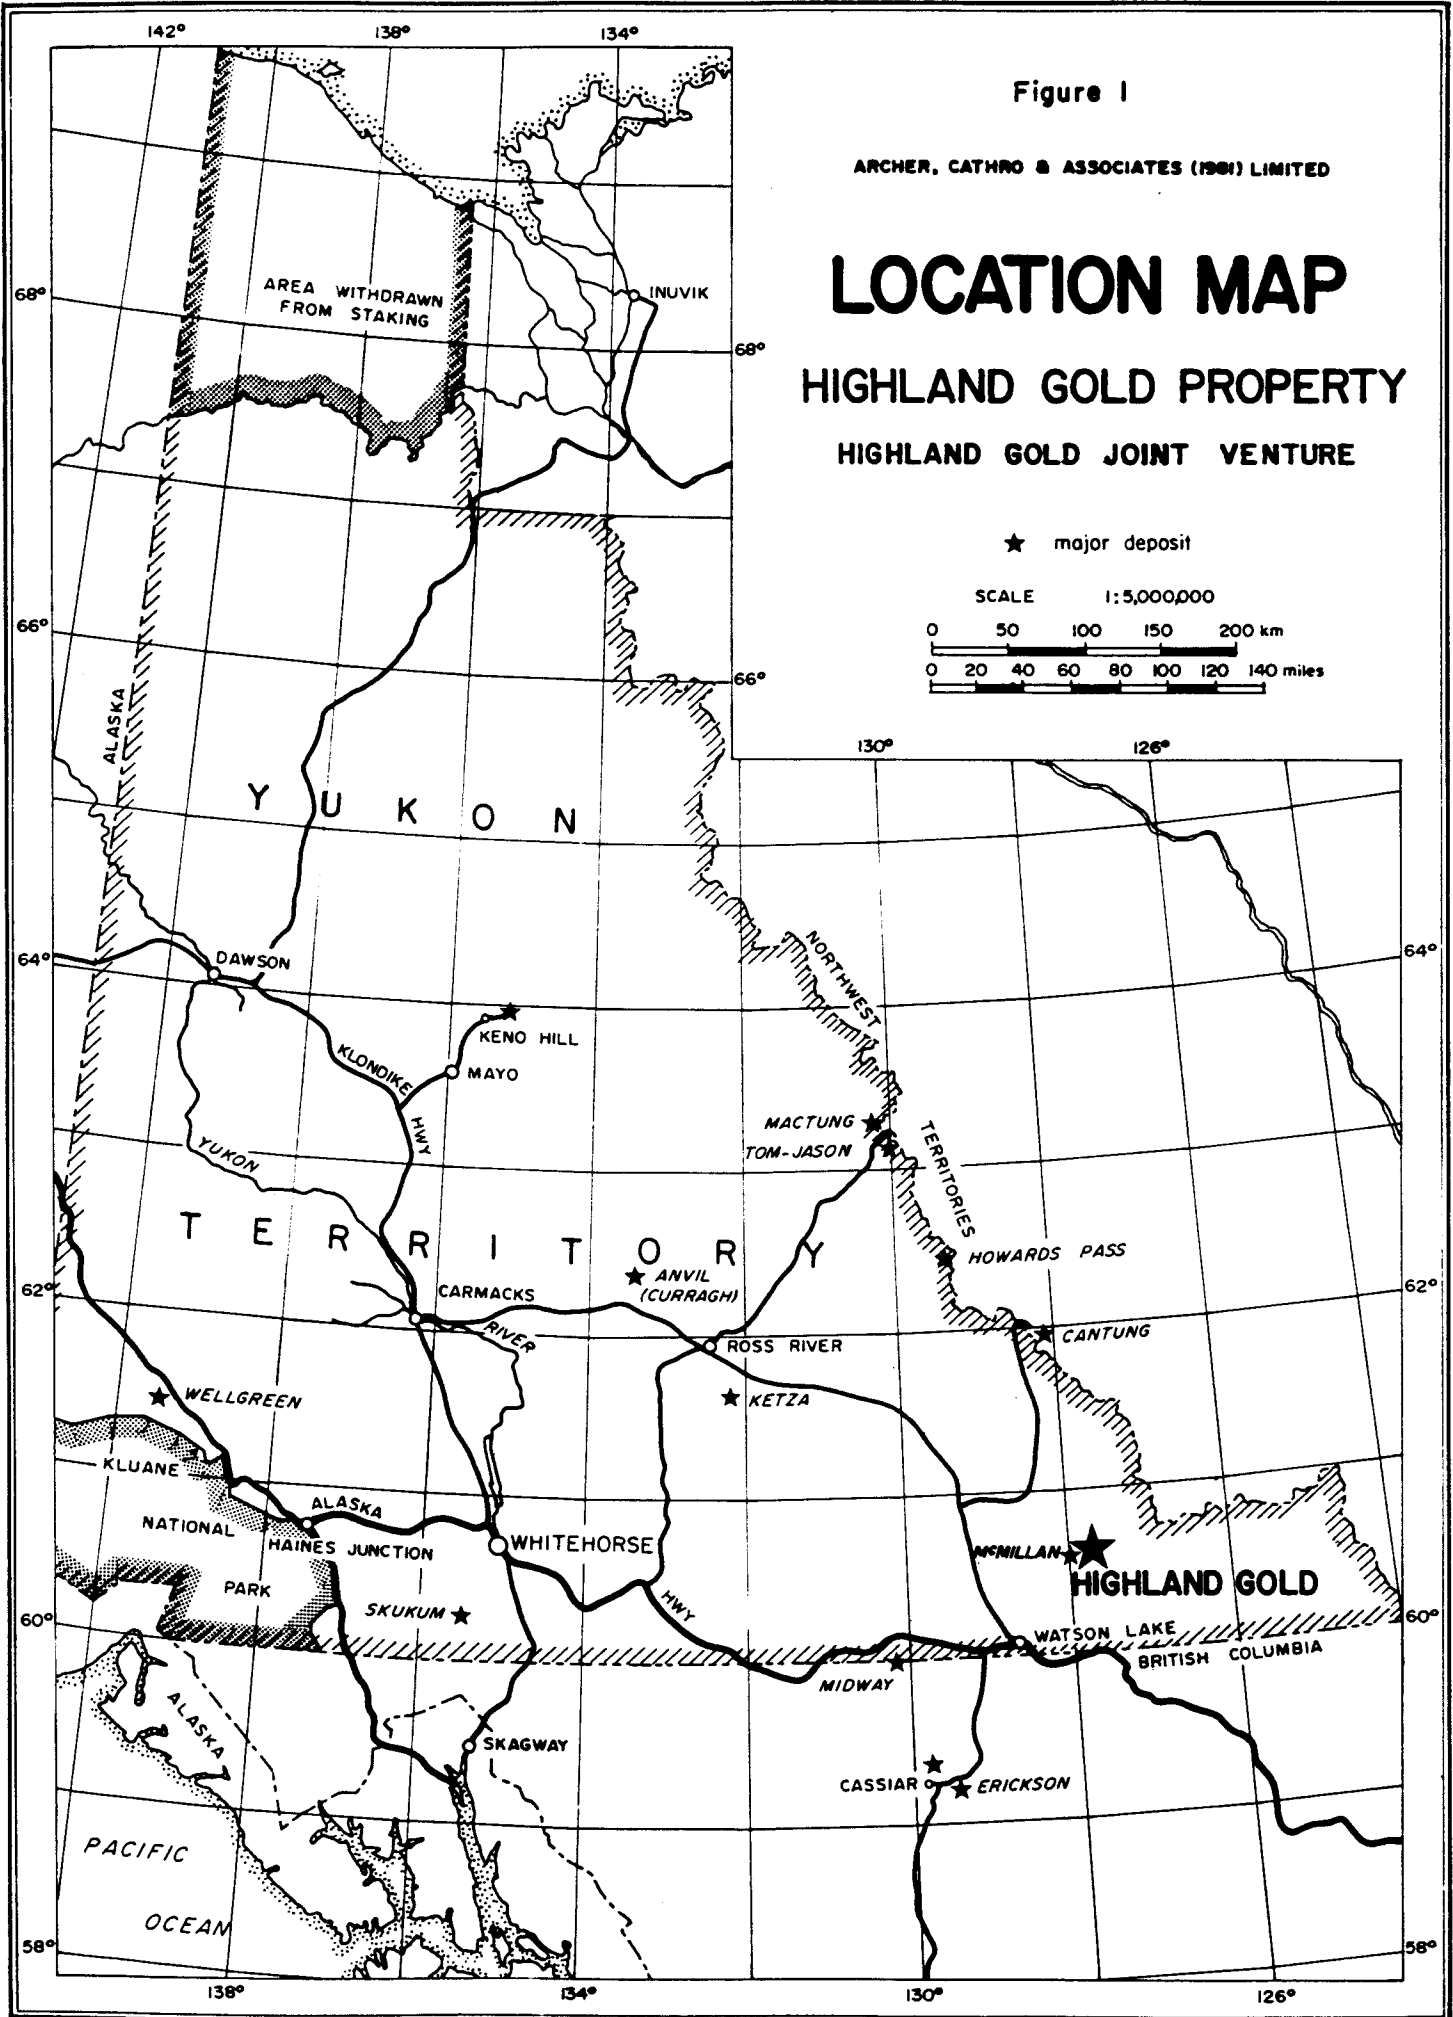 142°
138°
134°
Figure 1
ARCHER, CATHRO & ASSOCIATES (1981) LIMITED
LOCATION MAP
HIGHLAND GOLD PROPERTY
HIGHLAND GOLD JOINT VENTURE
★ major deposit
SCALE 1:5,000,000
0 50 100 150 200 km
0 20 40 60 80 100 120 140 miles
130°
126°
AREA WITHDRAWN
FROM STAKING
INUVIK
68°
68°
66°
66°
ALASKA
YUKON
DAWSON
64°
64°
NORTHWEST
KENO HILL
KLONDIKE
MAYO
HWY
MACTUNG
TOM-JASON
TERRITORIES
YUKON
TERRITORY
HOWARDS PASS
ANVIL
(CURRAGH)
62°
62°
CARMACKS
RIVER
ROSS RIVER
CANTUNG
WELLGREEN
KETZA
KLUANE
ALASKA
NATIONAL
HAINES JUNCTION
WHITEHORSE
McMILLAN
HIGHLAND GOLD
PARK
SKUKUM
HWY
60°
60°
WATSON LAKE
BRITISH COLUMBIA
MIDWAY
ALASKA
SKAGWAY
CASSIAR
ERICKSON
PACIFIC
OCEAN
58°
58°
138°
134°
130°
126°